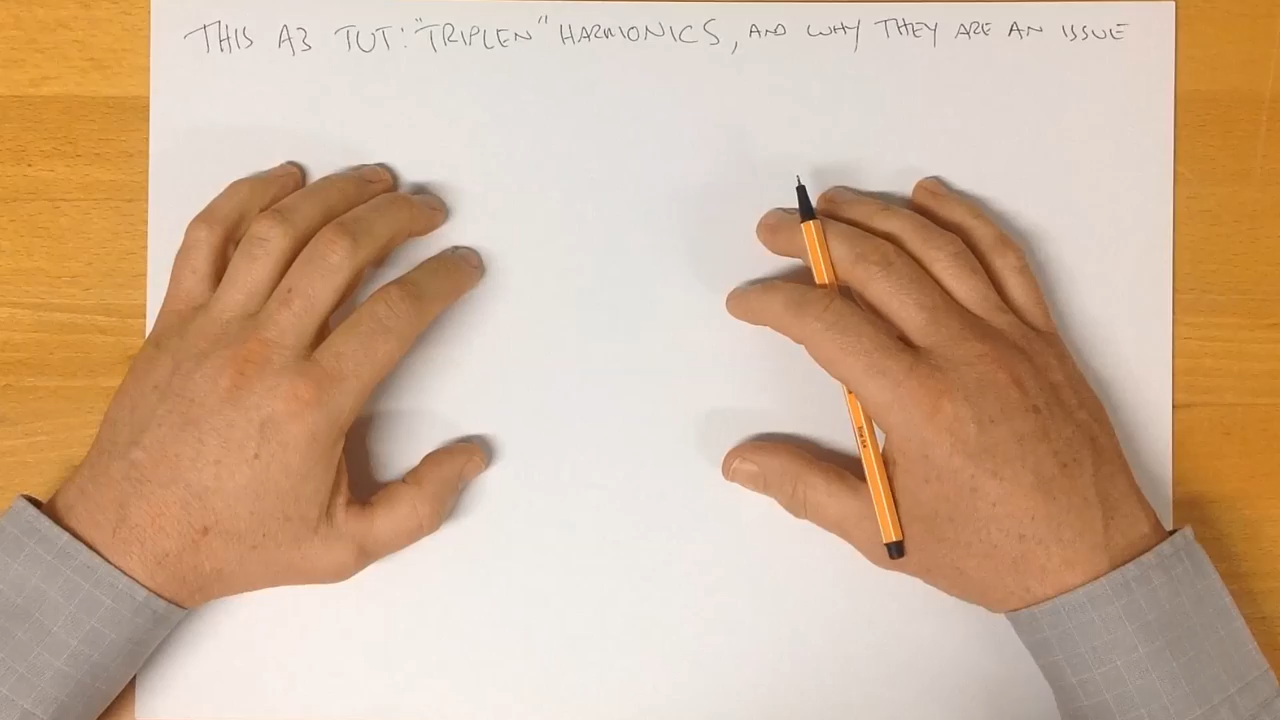 THIS A3 TUT: "TRIPLEN" HARMONICS, AND WHY THEY ARE AN ISSUE